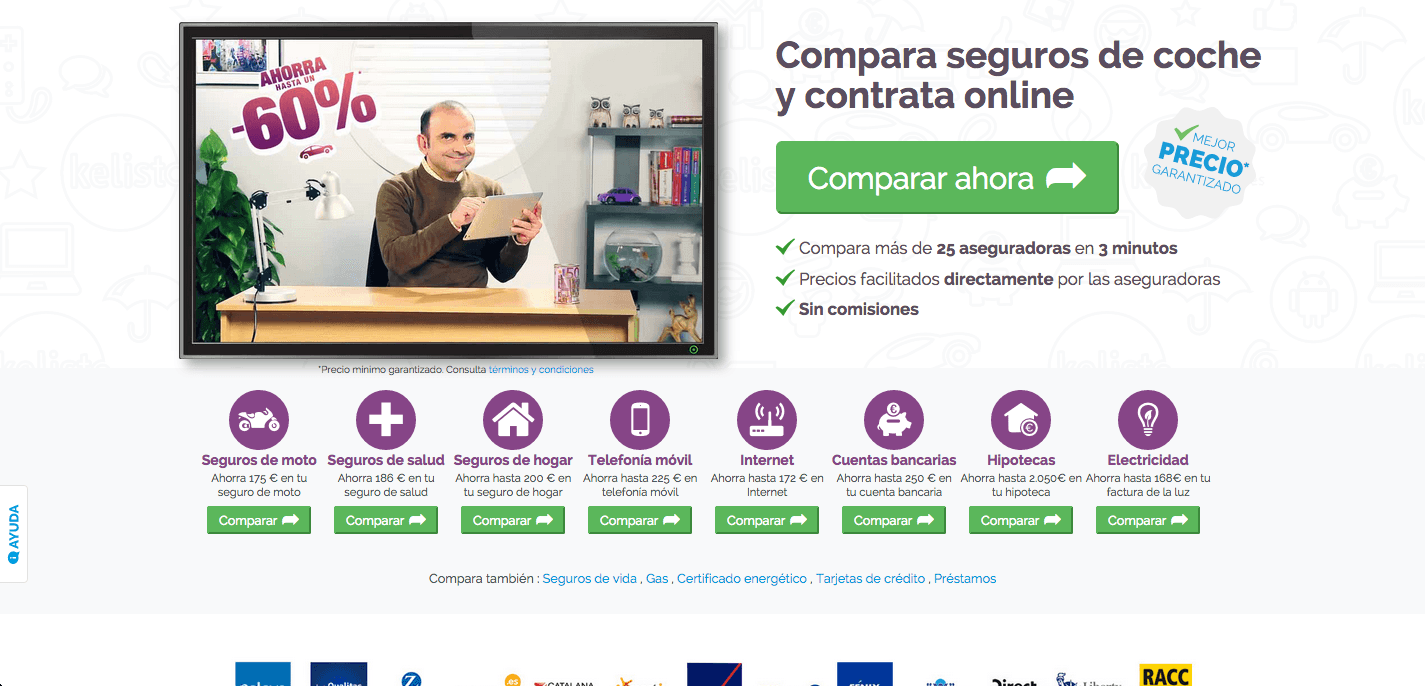 AHORRA
HASTA UN
-60%
Compara seguros de coche
y contrata online
Comparar ahora
MEJOR
PRECIO*
GARANTIZADO
Compara más de 25 aseguradoras en 3 minutos
Precios facilitados directamente por las aseguradoras
Sin comisiones
kelisto
*Precio mínimo garantizado. Consulta términos y condiciones
Seguros de moto
Ahorra 175 € en tu
seguro de moto
Comparar
Seguros de salud
Ahorra 186 € en tu
seguro de salud
Comparar
Seguros de hogar
Ahorra hasta 200 € en
tu seguro de hogar
Comparar
Telefonía móvil
Ahorra hasta 225 € en
telefonía móvil
Comparar
Internet
Ahorra hasta 172 € en
Internet
Comparar
Cuentas bancarias
Ahorra hasta 250 € en
tu cuenta bancaria
Comparar
Hipotecas
Ahorra hasta 2.050€ en
tu hipoteca
Comparar
Electricidad
Ahorra hasta 168€ en tu
factura de la luz
Comparar
AYUDA
Compara también : Seguros de vida , Gas , Certificado energético , Tarjetas de crédito , Préstamos
.es
CATALANA
FÉNIX
Direct
Liberty
RACC